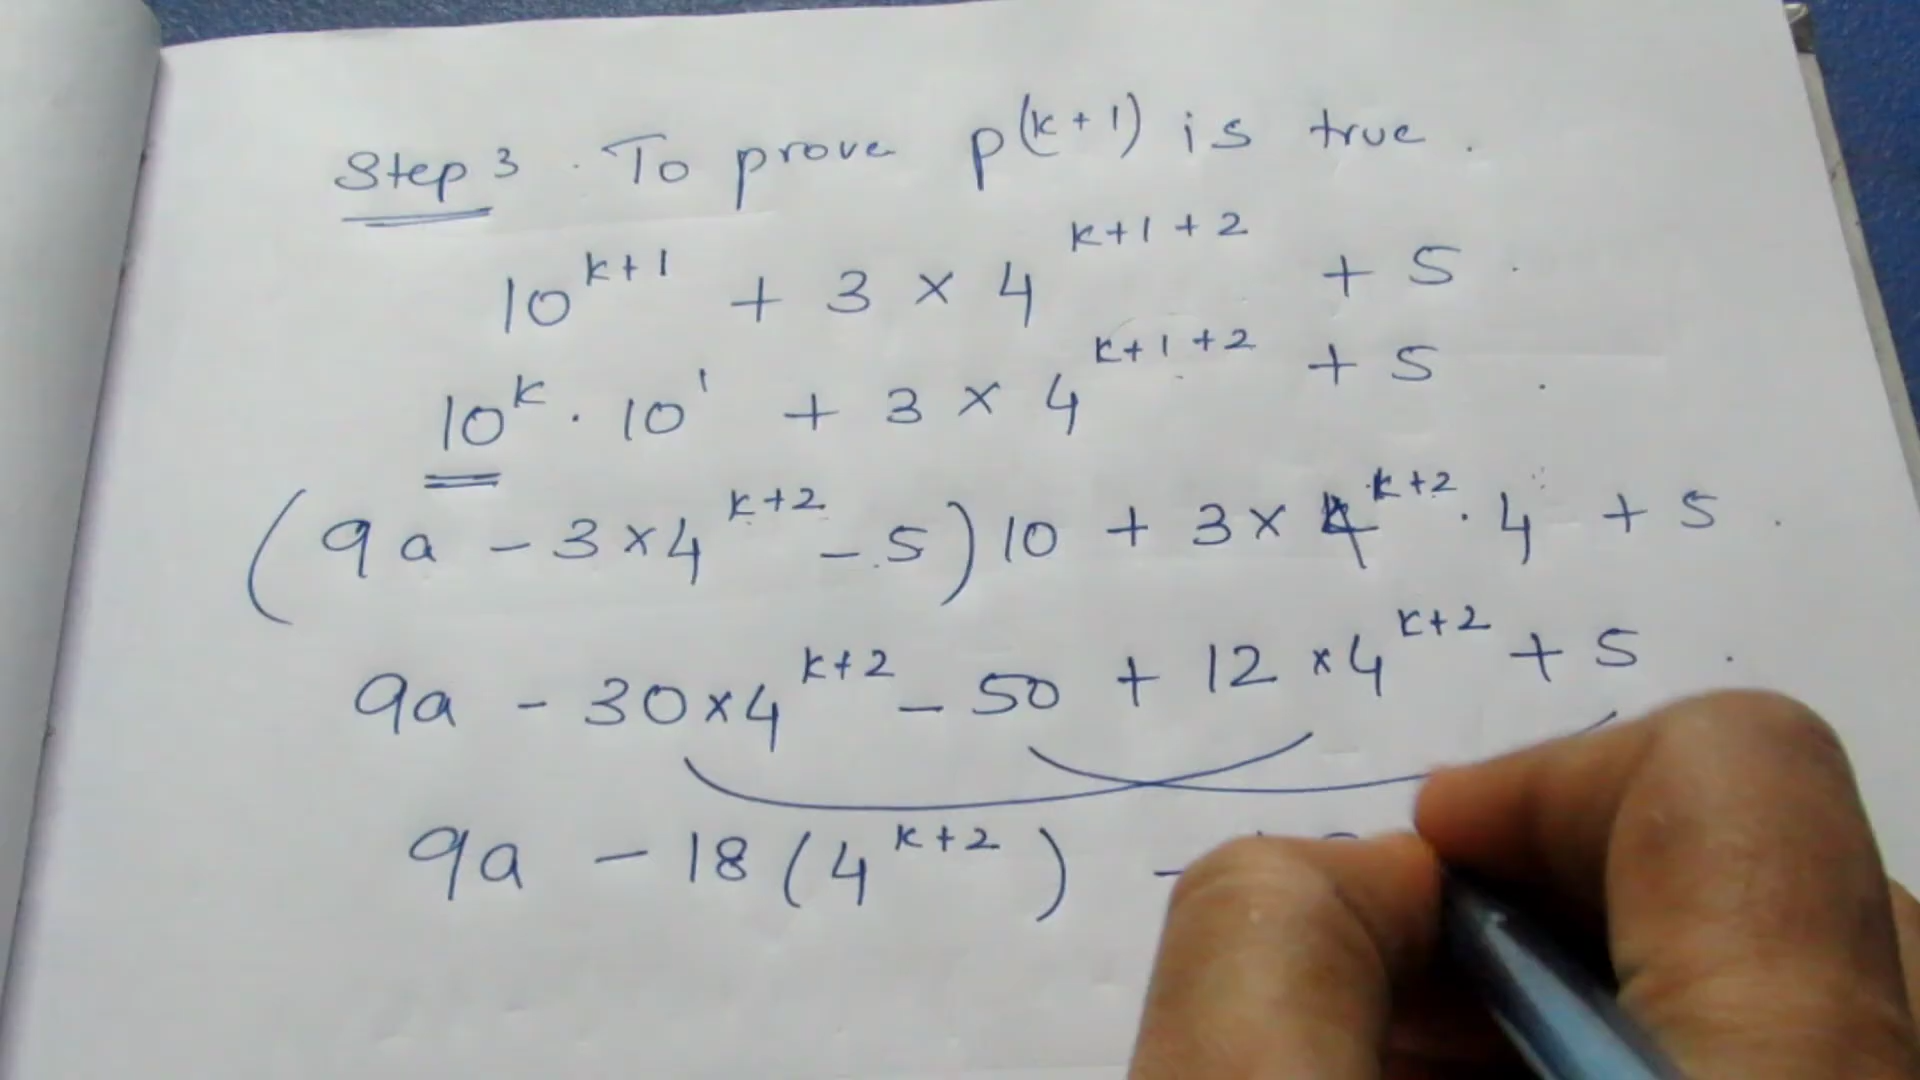 Step 3 . To prove p(k+1) is true .
10^{k+1} + 3 × 4^{k+1+2} + 5 .
10^k . 10^1 + 3 × 4^{k+1+2} + 5 .
(9a - 3×4^{k+2} - 5) 10 + 3 × 4^{k+2} . 4 + 5 .
9a - 30×4^{k+2} - 50 + 12 ×4^{k+2} + 5 .
9a - 18 (4^{k+2}) -